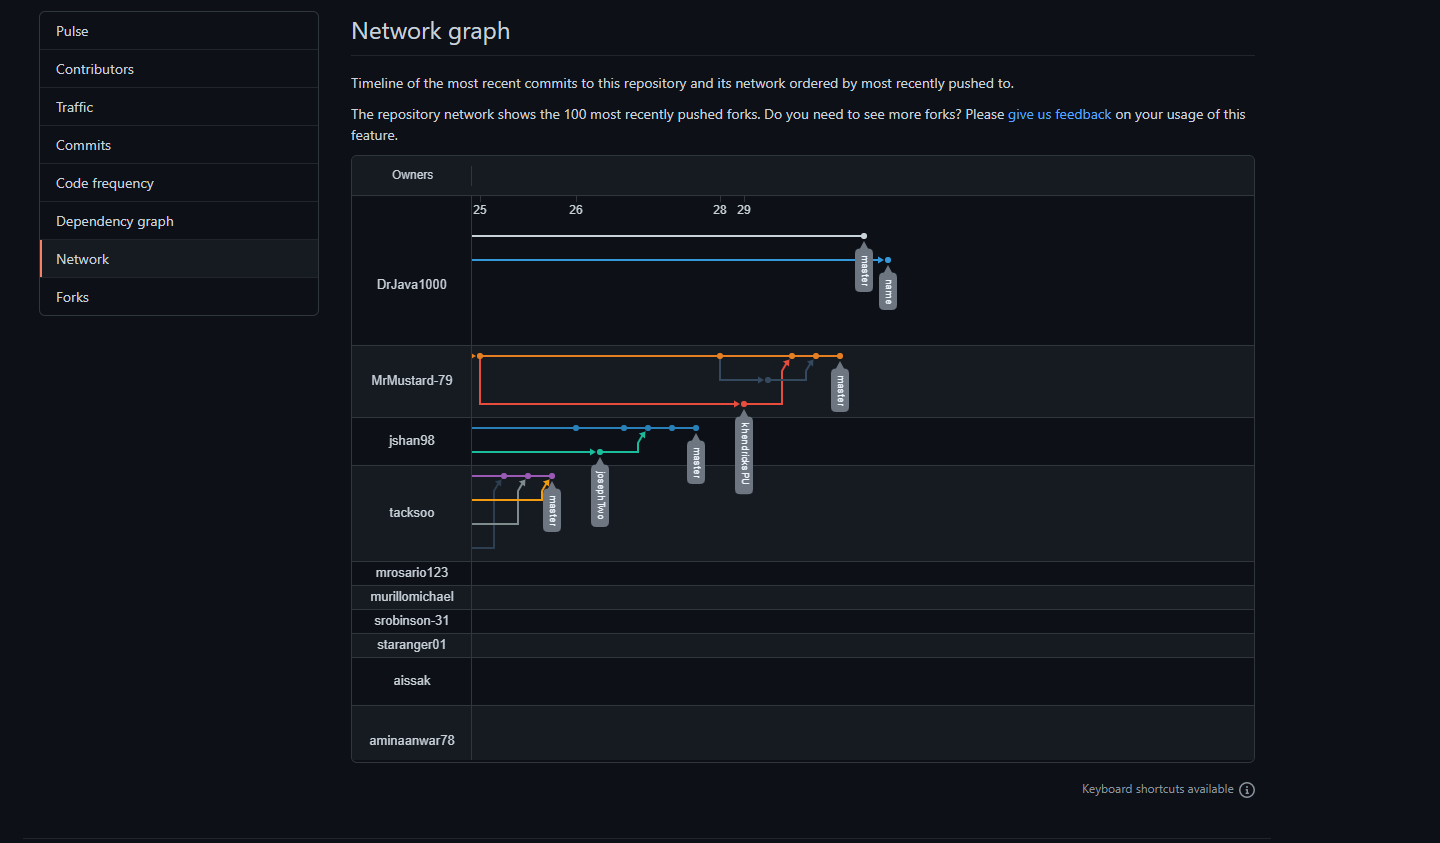 Pulse
Contributors
Traffic
Commits
Code frequency
Dependency graph
Network
Forks
Network graph
Timeline of the most recent commits to this repository and its network ordered by most recently pushed to.
The repository network shows the 100 most recently pushed forks. Do you need to see more forks? Please give us feedback on your usage of this
feature.
Owners
25 26 28 29
DrJava1000
master
name
MrMustard-79
master
khendricksPU
jshan98
master
josephTwo
tacksoo
master
mrosario123
murillomichael
srobinson-31
staranger01
aissak
aminaanwar78
Keyboard shortcuts available